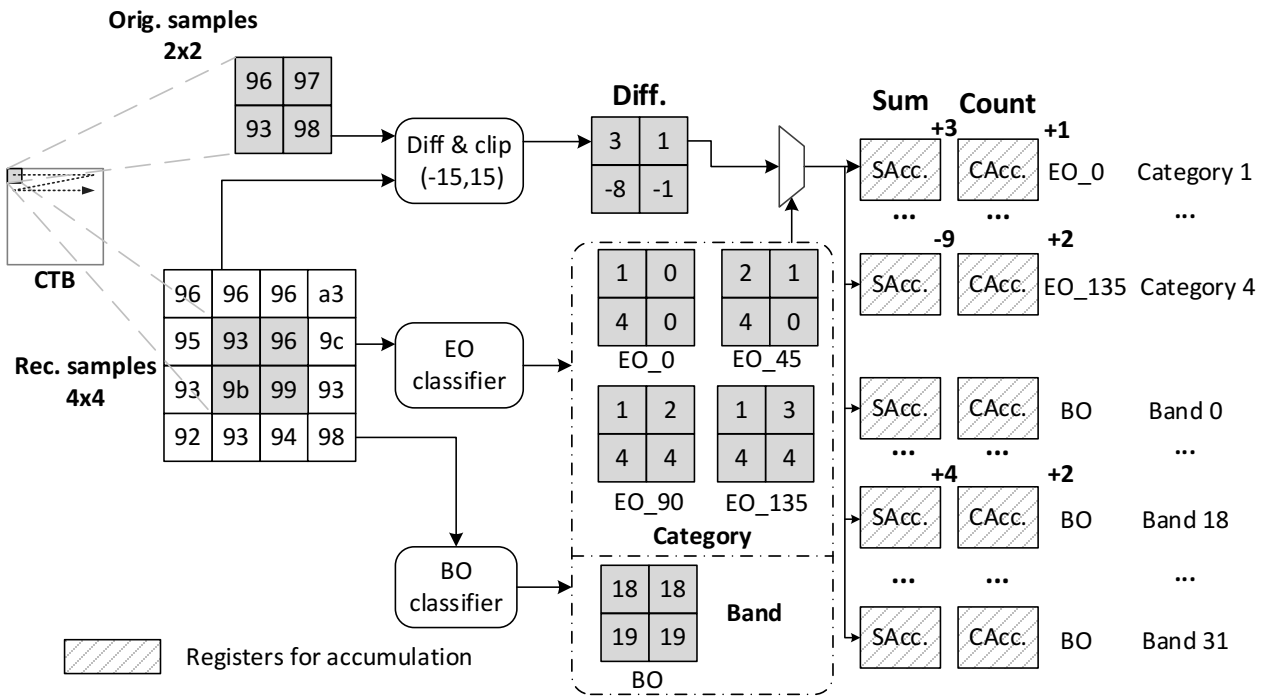 Orig. samples
2x2
96 97
93 98
Diff & clip
(-15,15)
Diff.
3 1
-8 -1
Sum Count
+3 +1
SAcc. CAcc. EO_0 Category 1
... ... ...
-9 +2
SAcc. CAcc. EO_135 Category 4
CTB
Rec. samples
4x4
96 96 96 a3
95 93 96 9c
93 9b 99 93
92 93 94 98
EO
classifier
BO
classifier
1 0
4 0
EO_0
2 1
4 0
EO_45
1 2
4 4
EO_90
1 3
4 4
EO_135
Category
18 18
19 19
BO
Band
SAcc. CAcc. BO Band 0
... ... ...
+4 +2
SAcc. CAcc. BO Band 18
... ... ...
SAcc. CAcc. BO Band 31
Registers for accumulation